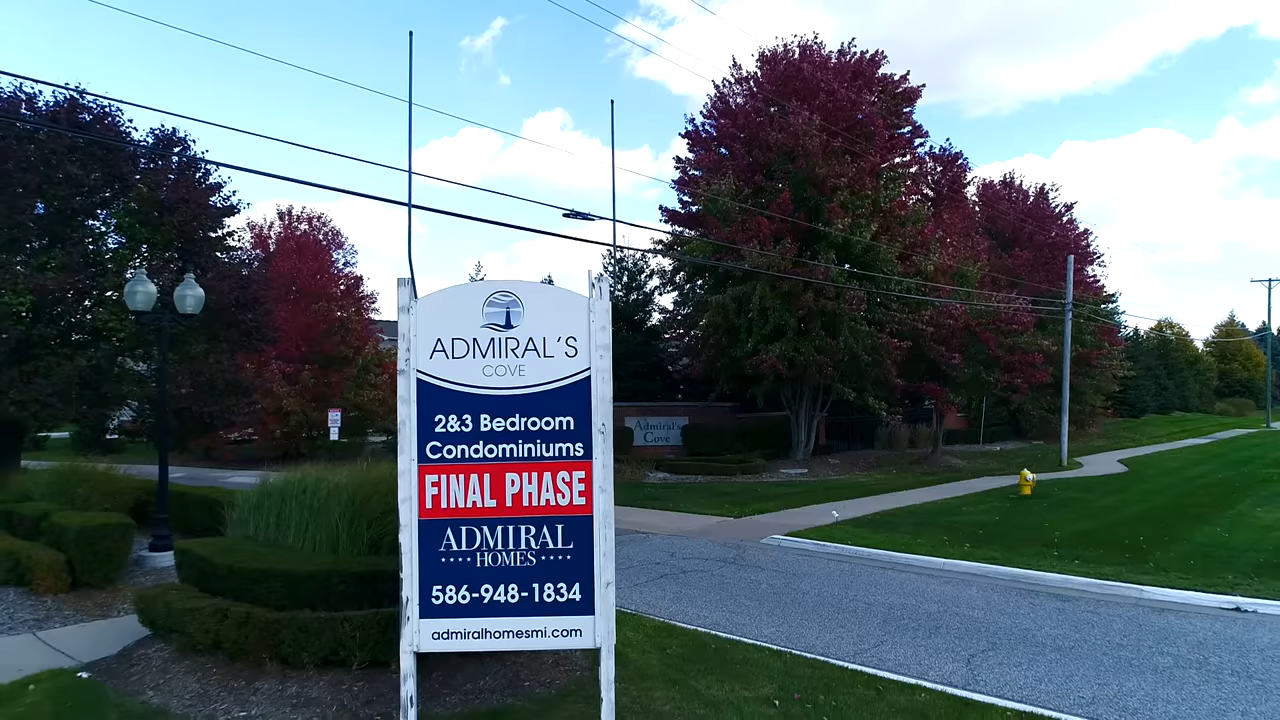 ADMIRAL'S
COVE
2&3 Bedroom
Condominiums
FINAL PHASE
ADMIRAL
HOMES
586-948-1834
admiralhomesmi.com
Admiral's
Cove